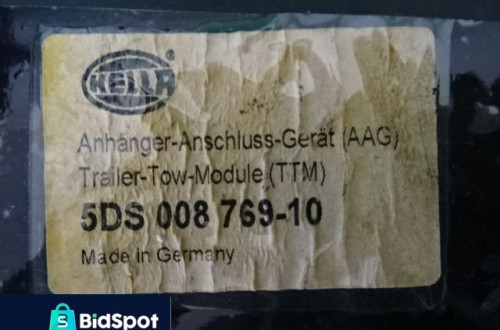 HELLA
Anhänger-Anschluss-Gerät (AAG)
Trailer-Tow-Module (TTM)
5DS 008 769-10
Made in Germany
S BidSpot